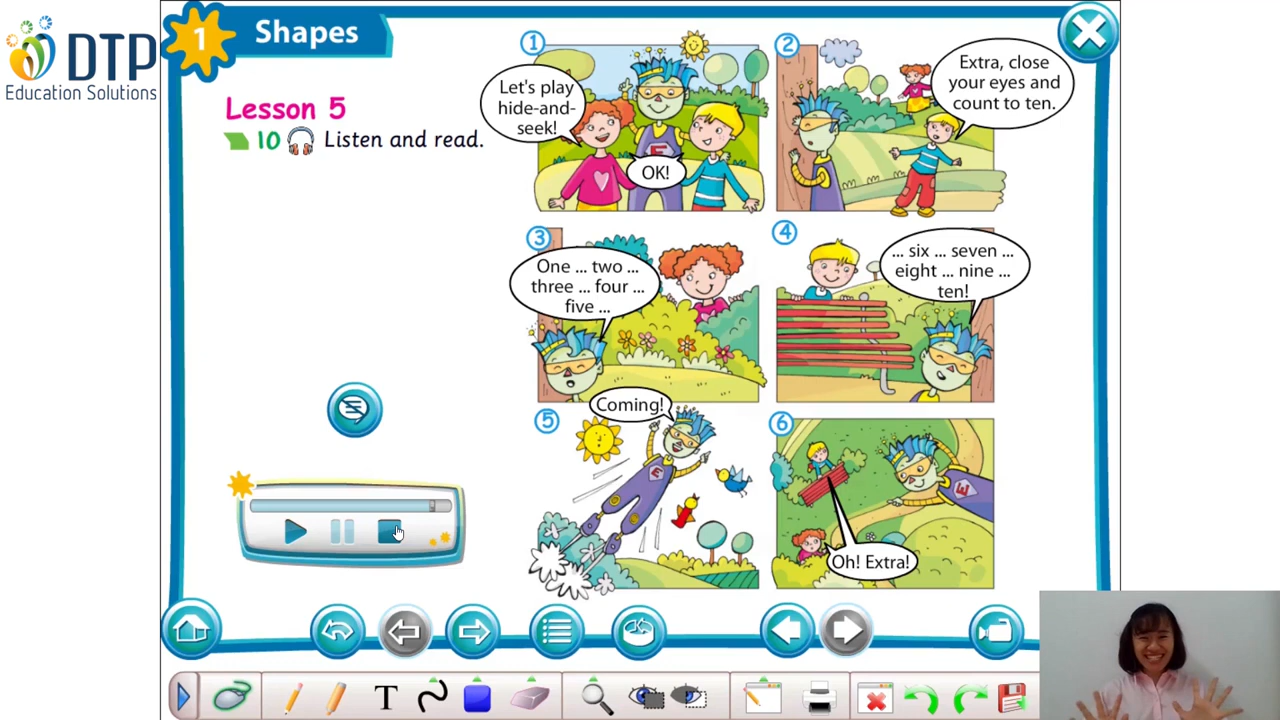 DTP
Education Solutions
1
Shapes
Lesson 5
10 Listen and read.
1
Let's play
hide-and-
seek!
OK!
E
2
Extra, close
your eyes and
count to ten.
3
One ... two ...
three ... four ...
five ...
4
... six ... seven ...
eight ... nine ...
ten!
5
Coming!
E
6
E
Oh! Extra!
T